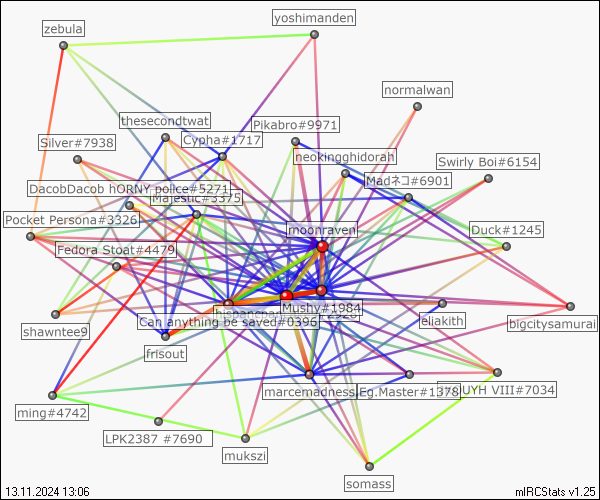 yoshimanden
zebula
normalwan
thesecondtwat
Pikabro#9971
Silver#7938
Cypha#1717
neokingghidorah
Swirly Boi#6154
Madネコ#6901
DacobDacob hORNY police#5271
Majestic#3375
Pocket Persona#3326
moonraven
Duck#1245
Fedora Stoat#4479
Mushy#1984
Can anything be saved#0396
shawntee9
eliakith
bigcitysamurai
frisout
marcemadness
Eg.Master#1378
UYH VIII#7034
ming#4742
LPK2387 #7690
mukszi
somass
13.11.2024 13:06
mIRCStats v1.25